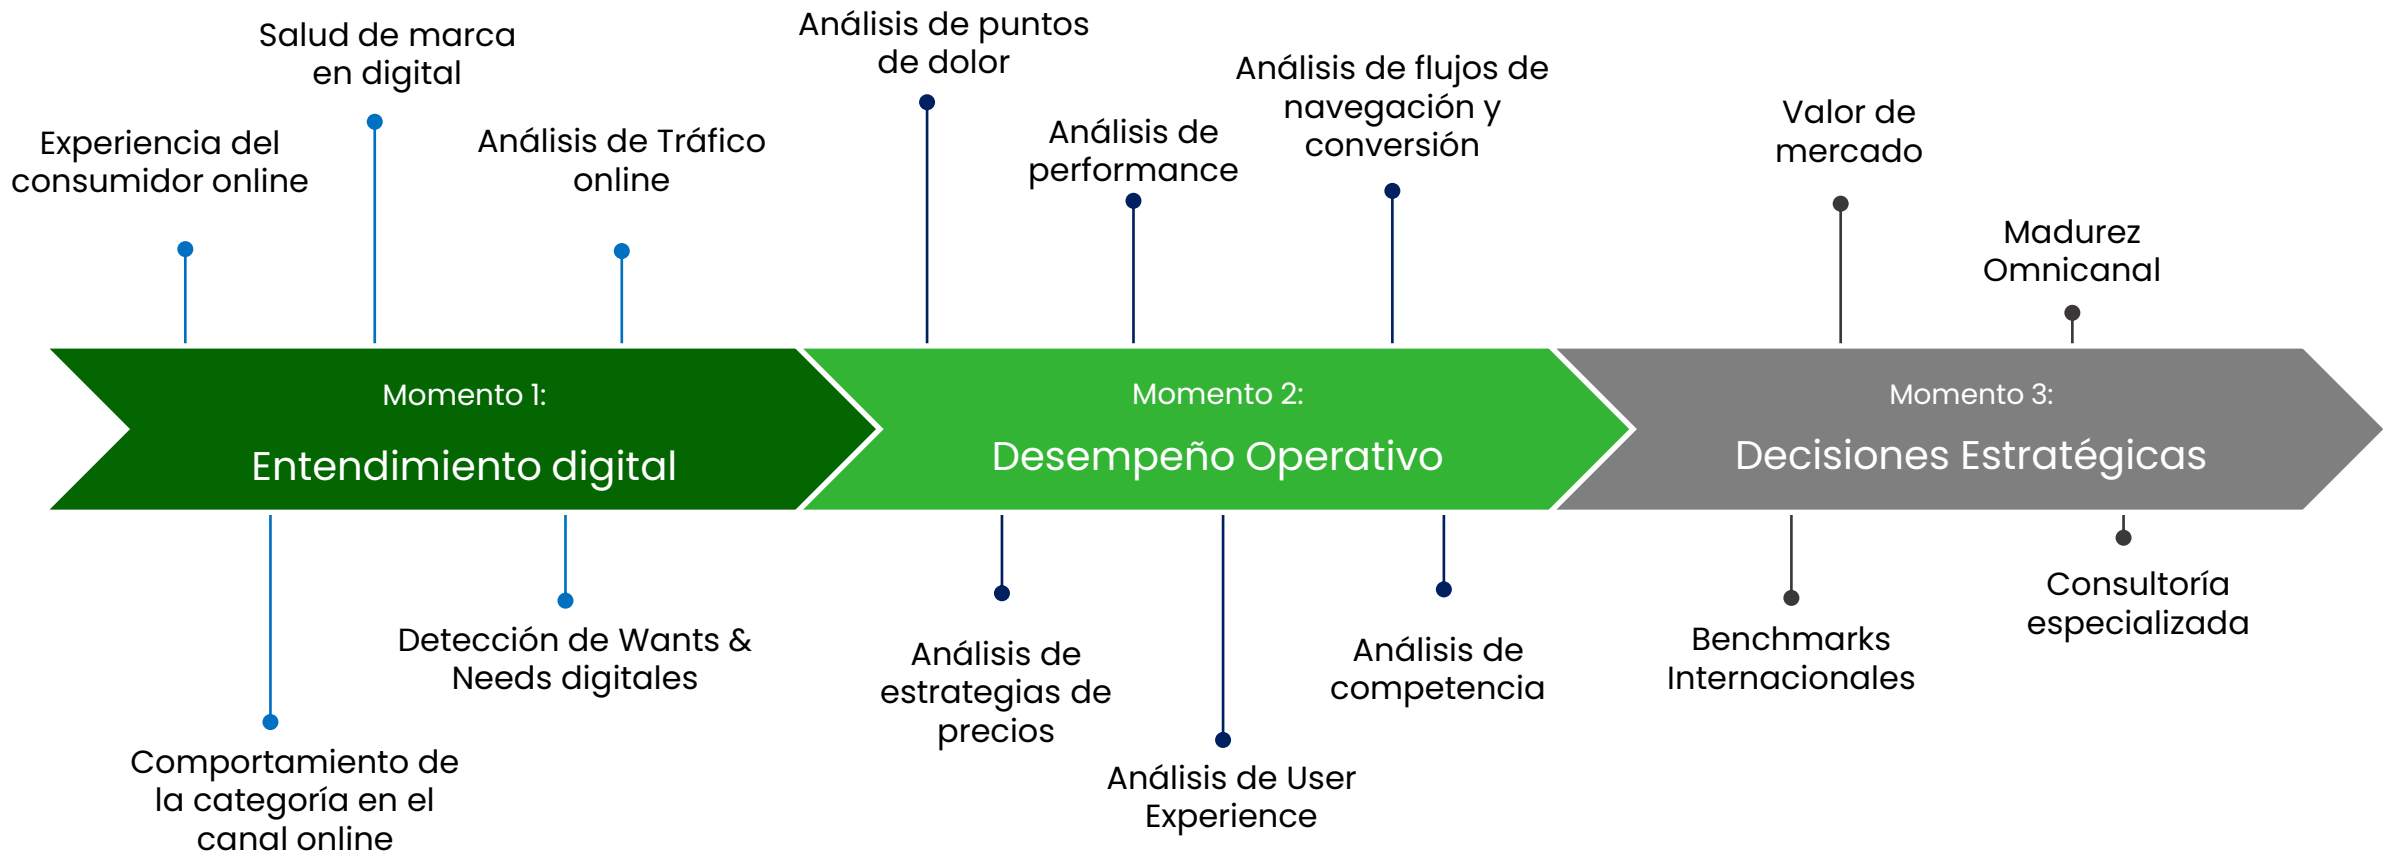 Salud de marca
en digital
Experiencia del
consumidor online
Análisis de Tráfico
online
Análisis de puntos
de dolor
Análisis de
performance
Análisis de flujos de
navegación y
conversión
Valor de
mercado
Madurez
Omnicanal
Momento 1:
Entendimiento digital
Momento 2:
Desempeño Operativo
Momento 3:
Decisiones Estratégicas
Comportamiento de
la categoría en el
canal online
Detección de Wants &
Needs digitales
Análisis de
estrategias de
precios
Análisis de User
Experience
Análisis de
competencia
Benchmarks
Internacionales
Consultoría
especializada